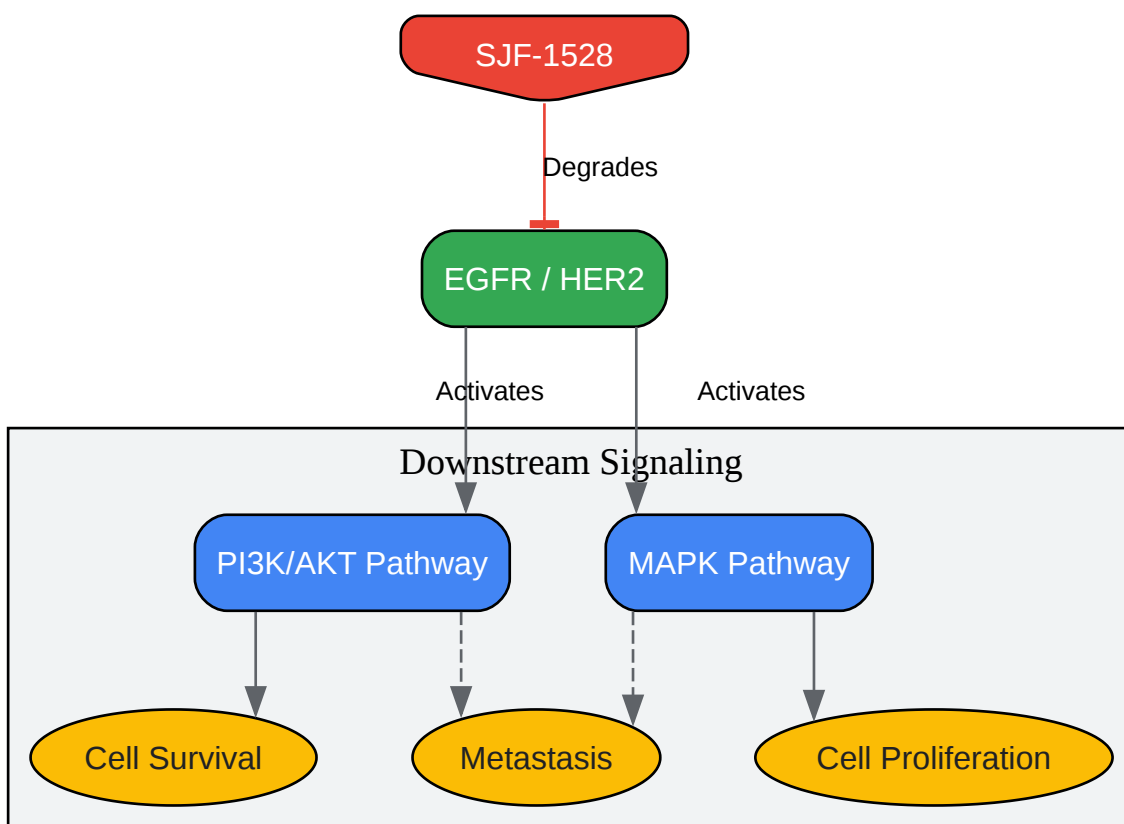 SJF-1528
Degrades
EGFR / HER2
Activates
Activates
Downstream Signaling
PI3K/AKT Pathway
MAPK Pathway
Cell Survival
Metastasis
Cell Proliferation